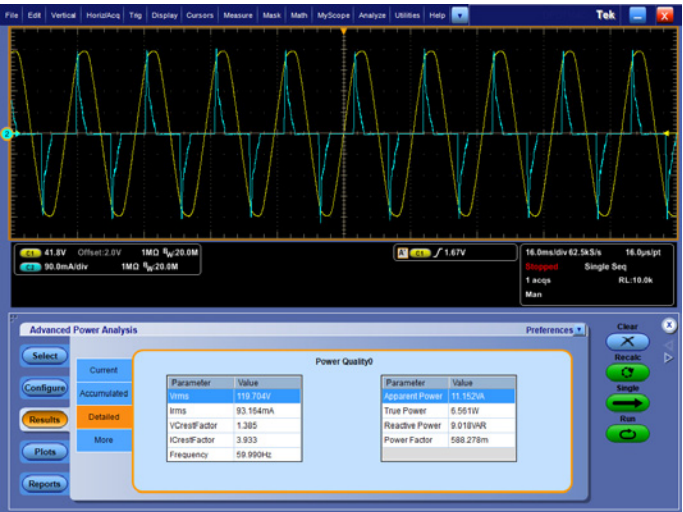 File Edit Vertical Horiz/Acq Trig Display Cursors Measure Mask Math MyScope Analyze Utilities Help Tek X
2
C1 41.8V Offset:2.0V 1MΩ BW:20.0M
C2 90.0mA/div 1MΩ BW:20.0M
A' C1 1.67V
16.0ms/div 62.5kS/s 16.0µs/pt
Stopped Single Seq
1 acqs RL:10.0k
Man
Advanced Power Analysis Preferences
Clear
Select
Configure
Results
Plots
Reports
Current
Accumulated
Detailed
More
Power Quality0
Parameter Value
Vrms 119.704V
Irms 93.164mA
VCrestFactor 1.385
ICrestFactor 3.933
Frequency 59.990Hz
Parameter Value
Apparent Power 11.152VA
True Power 6.561W
Reactive Power 9.018VAR
Power Factor 588.278m
Recalc
Single
Run